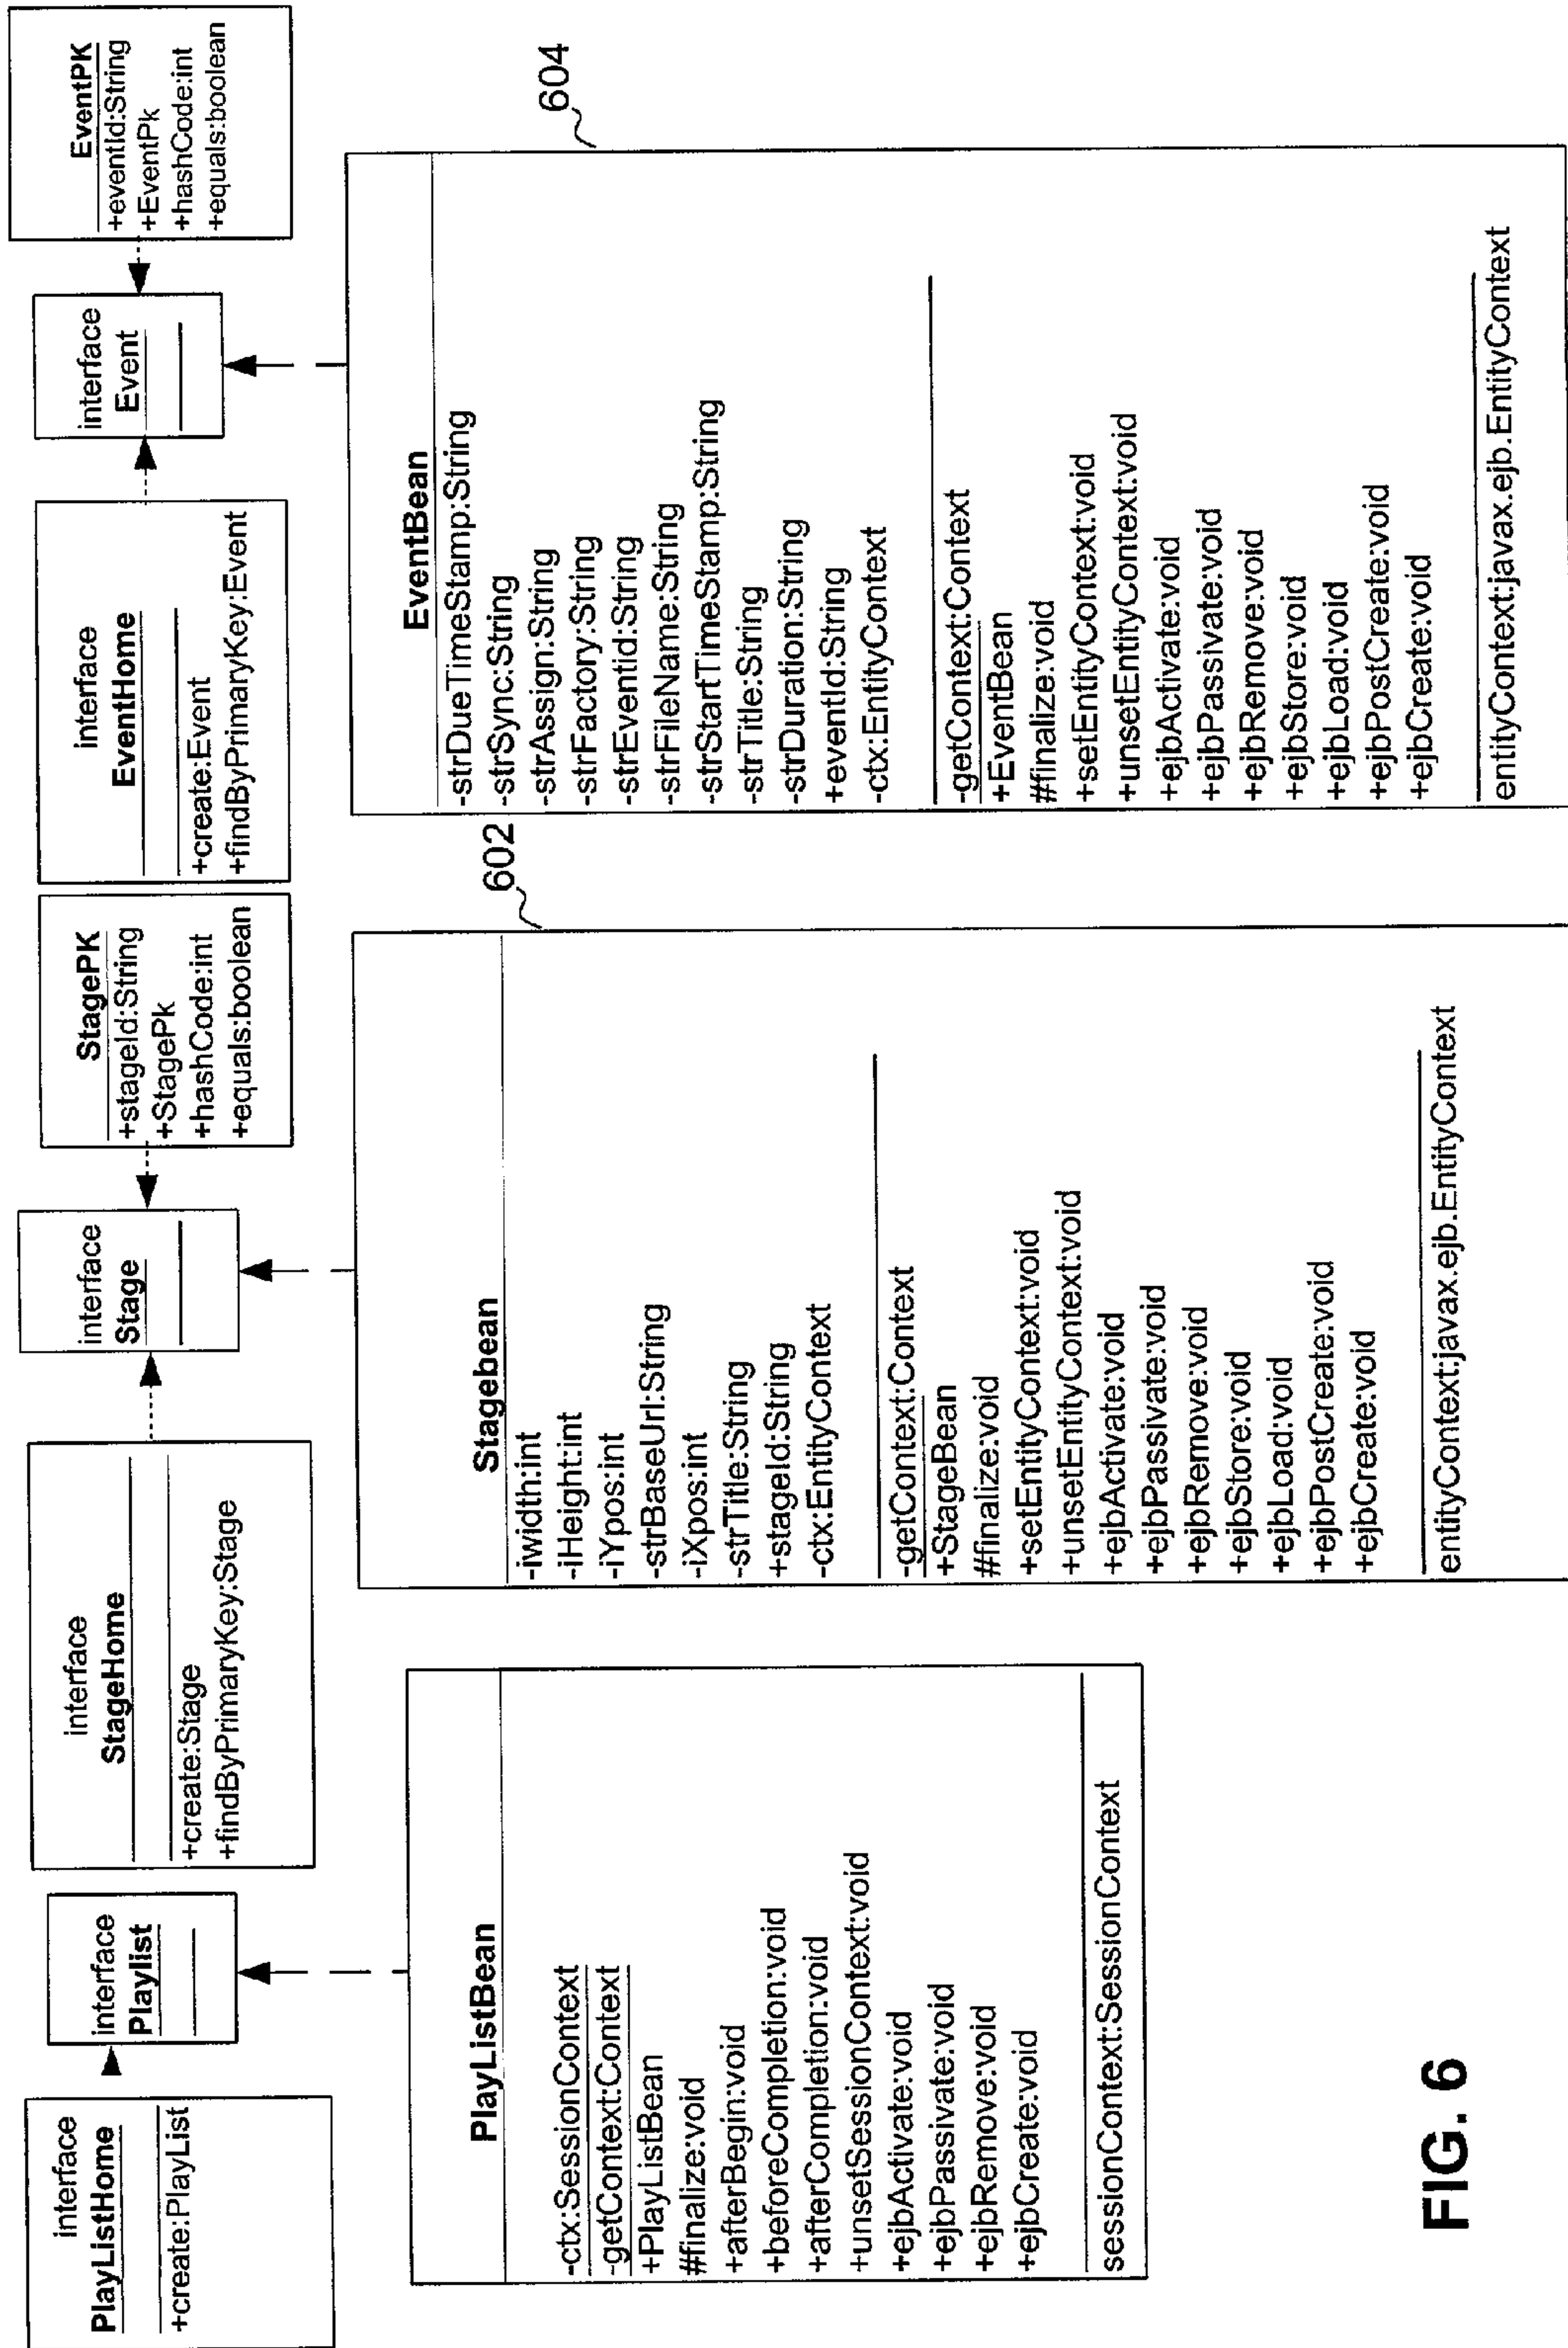 interface
PlayListHome
+create:PlayList
interface
Playlist
interface
StageHome
+create:Stage
+findByPrimaryKey:Stage
interface
Stage
StagePK
+stageId:String
+StagePk
+hashCode:int
+equals:boolean
interface
EventHome
+create:Event
+findByPrimaryKey:Event
interface
Event
EventPK
+eventId:String
+EventPk
+hashCode:int
+equals:boolean
PlayListBean
-ctx:SessionContext
-getContext:Context
+PlayListBean
#finalize:void
+afterBegin:void
+beforeCompletion:void
+afterCompletion:void
+unsetSessionContext:void
+ejbActivate:void
+ejbPassivate:void
+ejbRemove:void
+ejbCreate:void
sessionContext:SessionContext
602
Stagebean
-iwidth:int
-iHeight:int
-iYpos:int
-strBaseUrl:String
-iXpos:int
-strTitle:String
+stageId:String
-ctx:EntityContext
-getContext:Context
+StageBean
#finalize:void
+setEntityContext:void
+unsetEntityContext:void
+ejbActivate:void
+ejbPassivate:void
+ejbRemove:void
+ejbStore:void
+ejbLoad:void
+ejbPostCreate:void
+ejbCreate:void
entityContext:javax.ejb.EntityContext
604
EventBean
-strDueTimeStamp:String
-strSync:String
-strAssign:String
-strFactory:String
-strEventid:String
-strFileName:String
-strStartTimeStamp:String
-strTitle:String
-strDuration:String
+eventId:String
-ctx:EntityContext
-getContext:Context
+EventBean
#finalize:void
+setEntityContext:void
+unsetEntityContext:void
+ejbActivate:void
+ejbPassivate:void
+ejbRemove:void
+ejbStore:void
+ejbLoad:void
+ejbPostCreate:void
+ejbCreate:void
entityContext:javax.ejb.EntityContext
FIG. 6